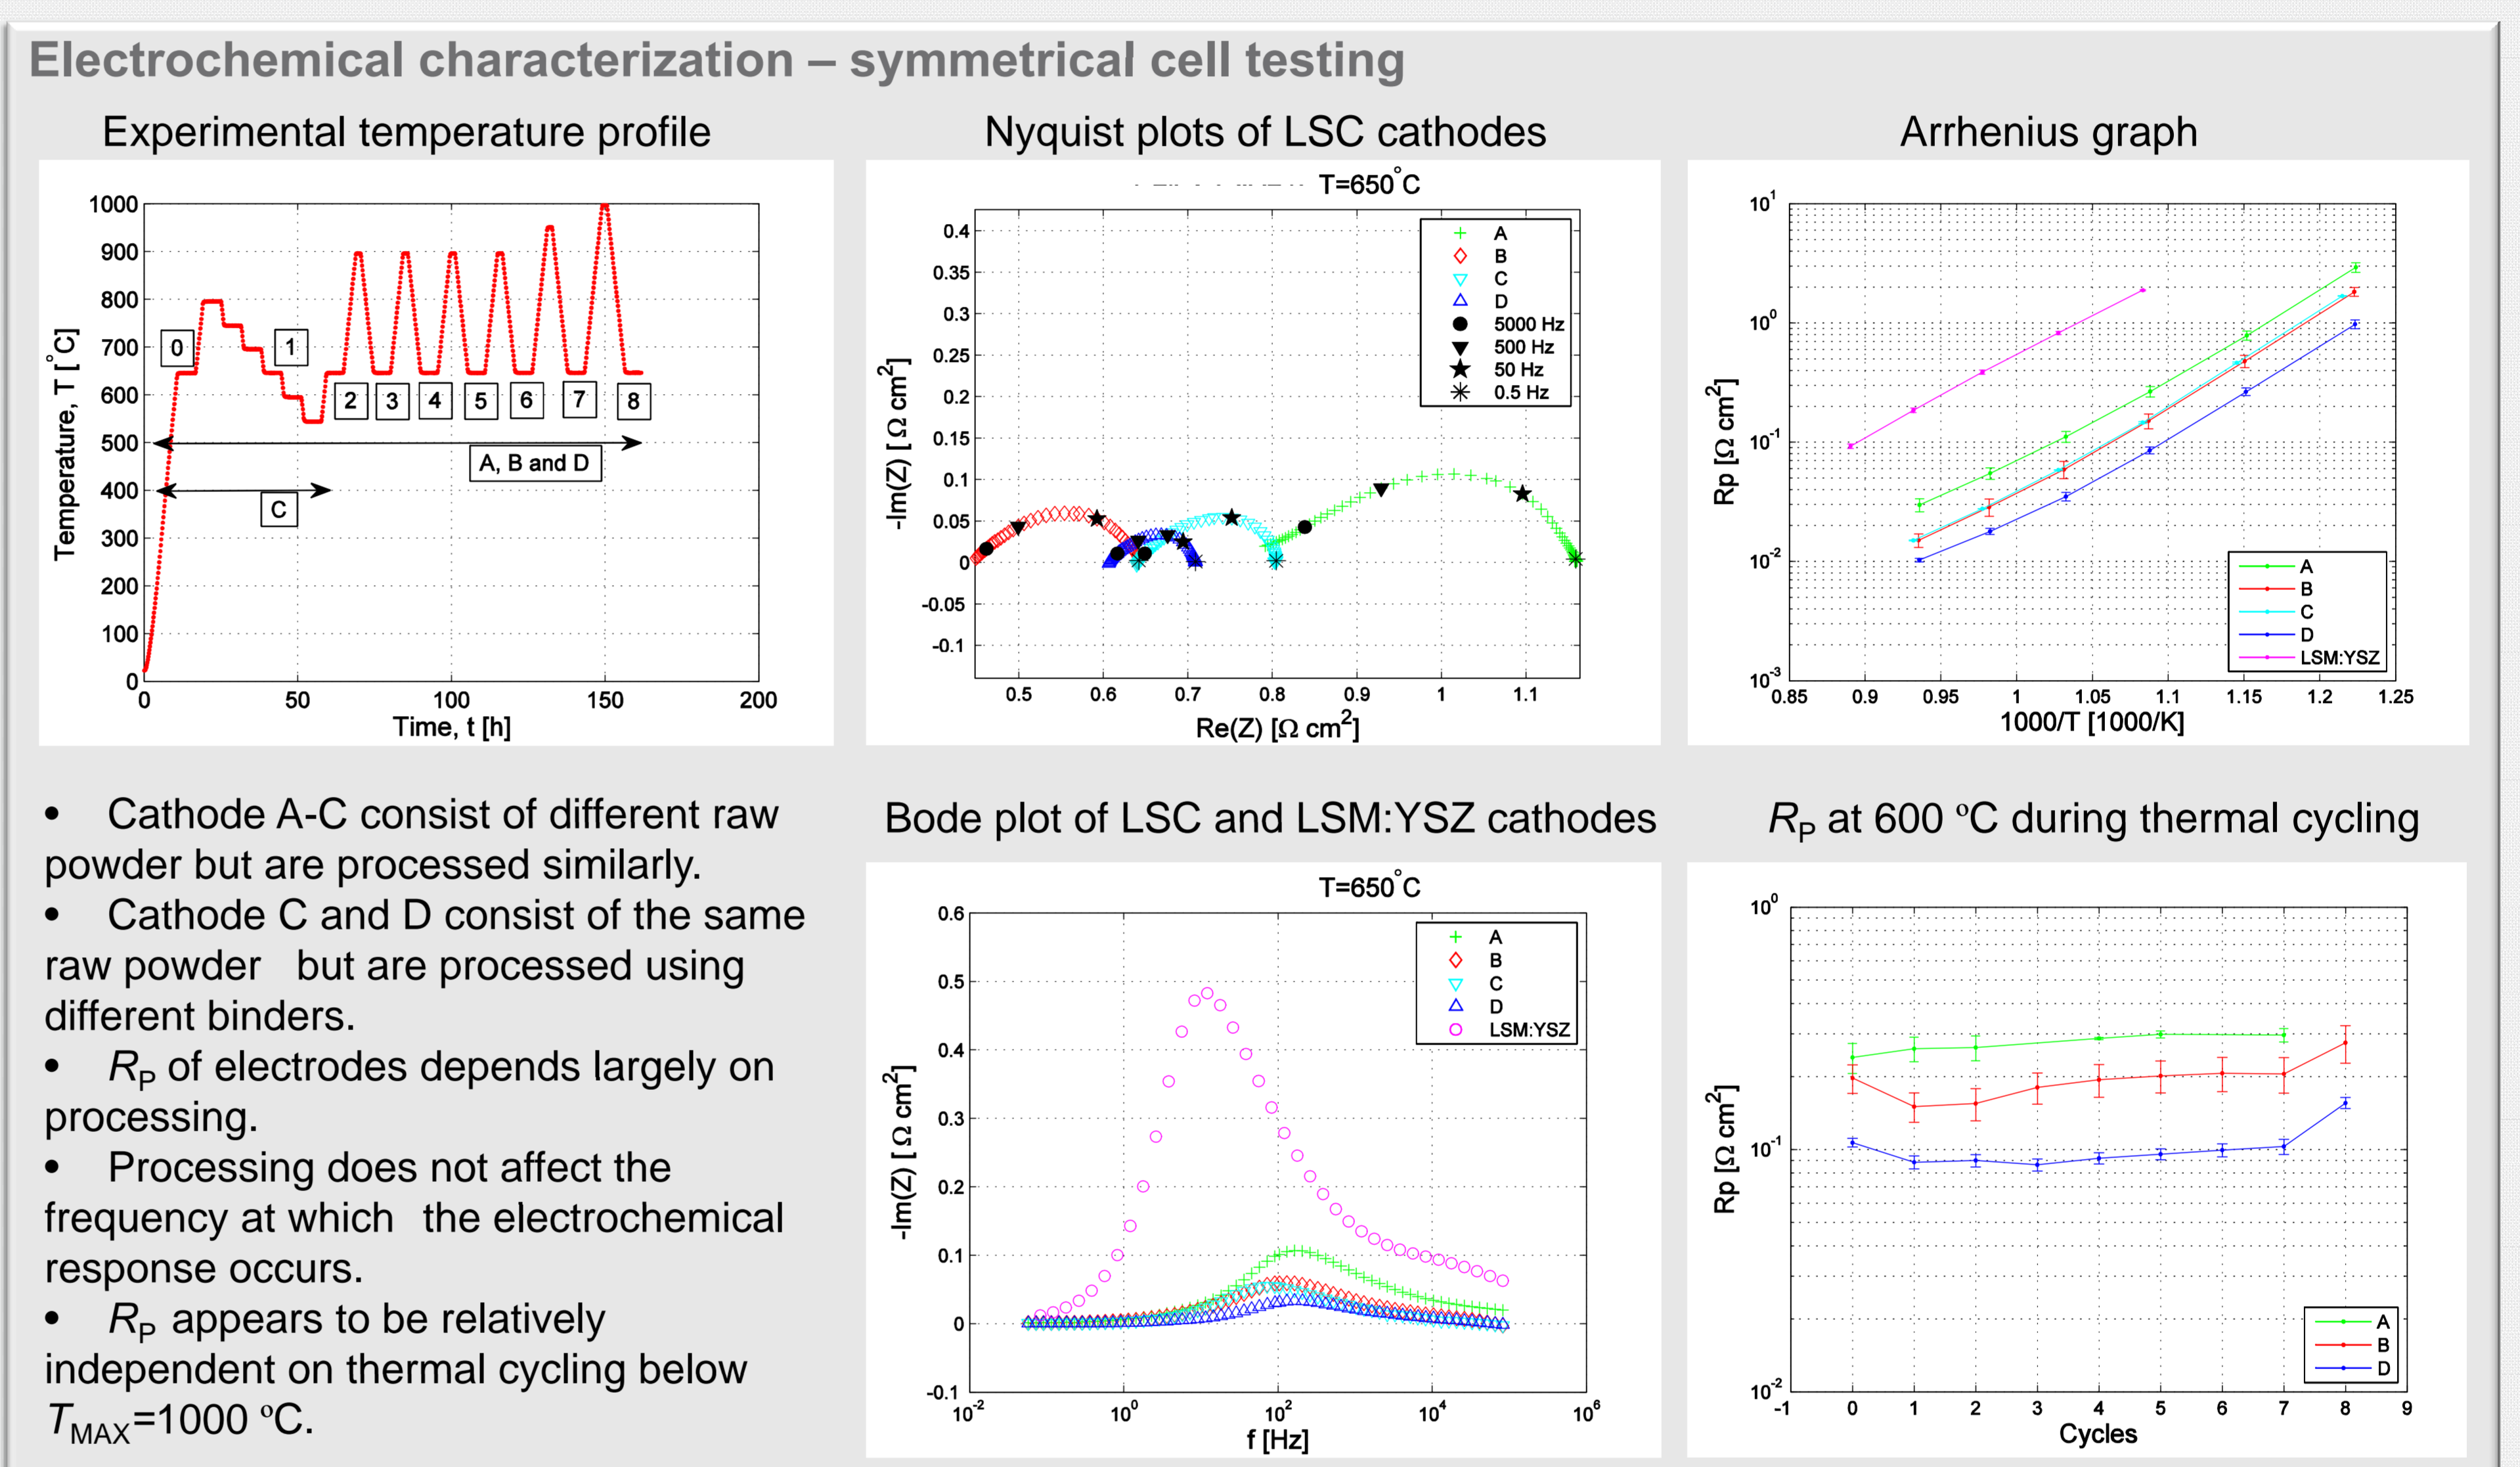 Electrochemical characterization – symmetrical cell testing
Experimental temperature profile
1000
900
800
700
600
500
400
300
200
100
0
0
50
100
150
200
0
1
2
3
4
5
6
7
8
A, B and D
C
Temperature, T [°C]
Time, t [h]
Nyquist plots of LSC cathodes
T=650°C
0.4
0.35
0.3
0.25
0.2
0.15
0.1
0.05
0
-0.05
-0.1
0.5
0.6
0.7
0.8
0.9
1
1.1
A
B
C
D
5000 Hz
500 Hz
50 Hz
0.5 Hz
-Im(Z) [ Ω cm²]
Re(Z) [Ω cm²]
Arrhenius graph
10¹
10⁰
10⁻¹
10⁻²
10⁻³
0.85
0.9
0.95
1
1.05
1.1
1.15
1.2
1.25
A
B
C
D
LSM:YSZ
Rp [Ω cm²]
1000/T [1000/K]
• Cathode A-C consist of different raw
powder but are processed similarly.
• Cathode C and D consist of the same
raw powder but are processed using
different binders.
• RP of electrodes depends largely on
processing.
• Processing does not affect the
frequency at which the electrochemical
response occurs.
• RP appears to be relatively
independent on thermal cycling below
TMAX=1000 ºC.
Bode plot of LSC and LSM:YSZ cathodes
T=650°C
0.6
0.5
0.4
0.3
0.2
0.1
0
-0.1
10⁻²
10⁰
10²
10⁴
10⁶
A
B
C
D
LSM:YSZ
-Im(Z) [ Ω cm²]
f [Hz]
RP at 600 ºC during thermal cycling
10⁰
10⁻¹
10⁻²
-1
0
1
2
3
4
5
6
7
8
9
A
B
D
Rp [Ω cm²]
Cycles